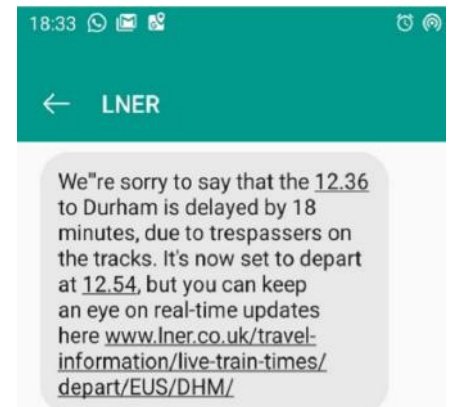 18:33
← LNER
We'"re sorry to say that the 12.36
to Durham is delayed by 18
minutes, due to trespassers on
the tracks. It's now set to depart
at 12.54, but you can keep
an eye on real-time updates
here www.lner.co.uk/travel-
information/live-train-times/
depart/EUS/DHM/